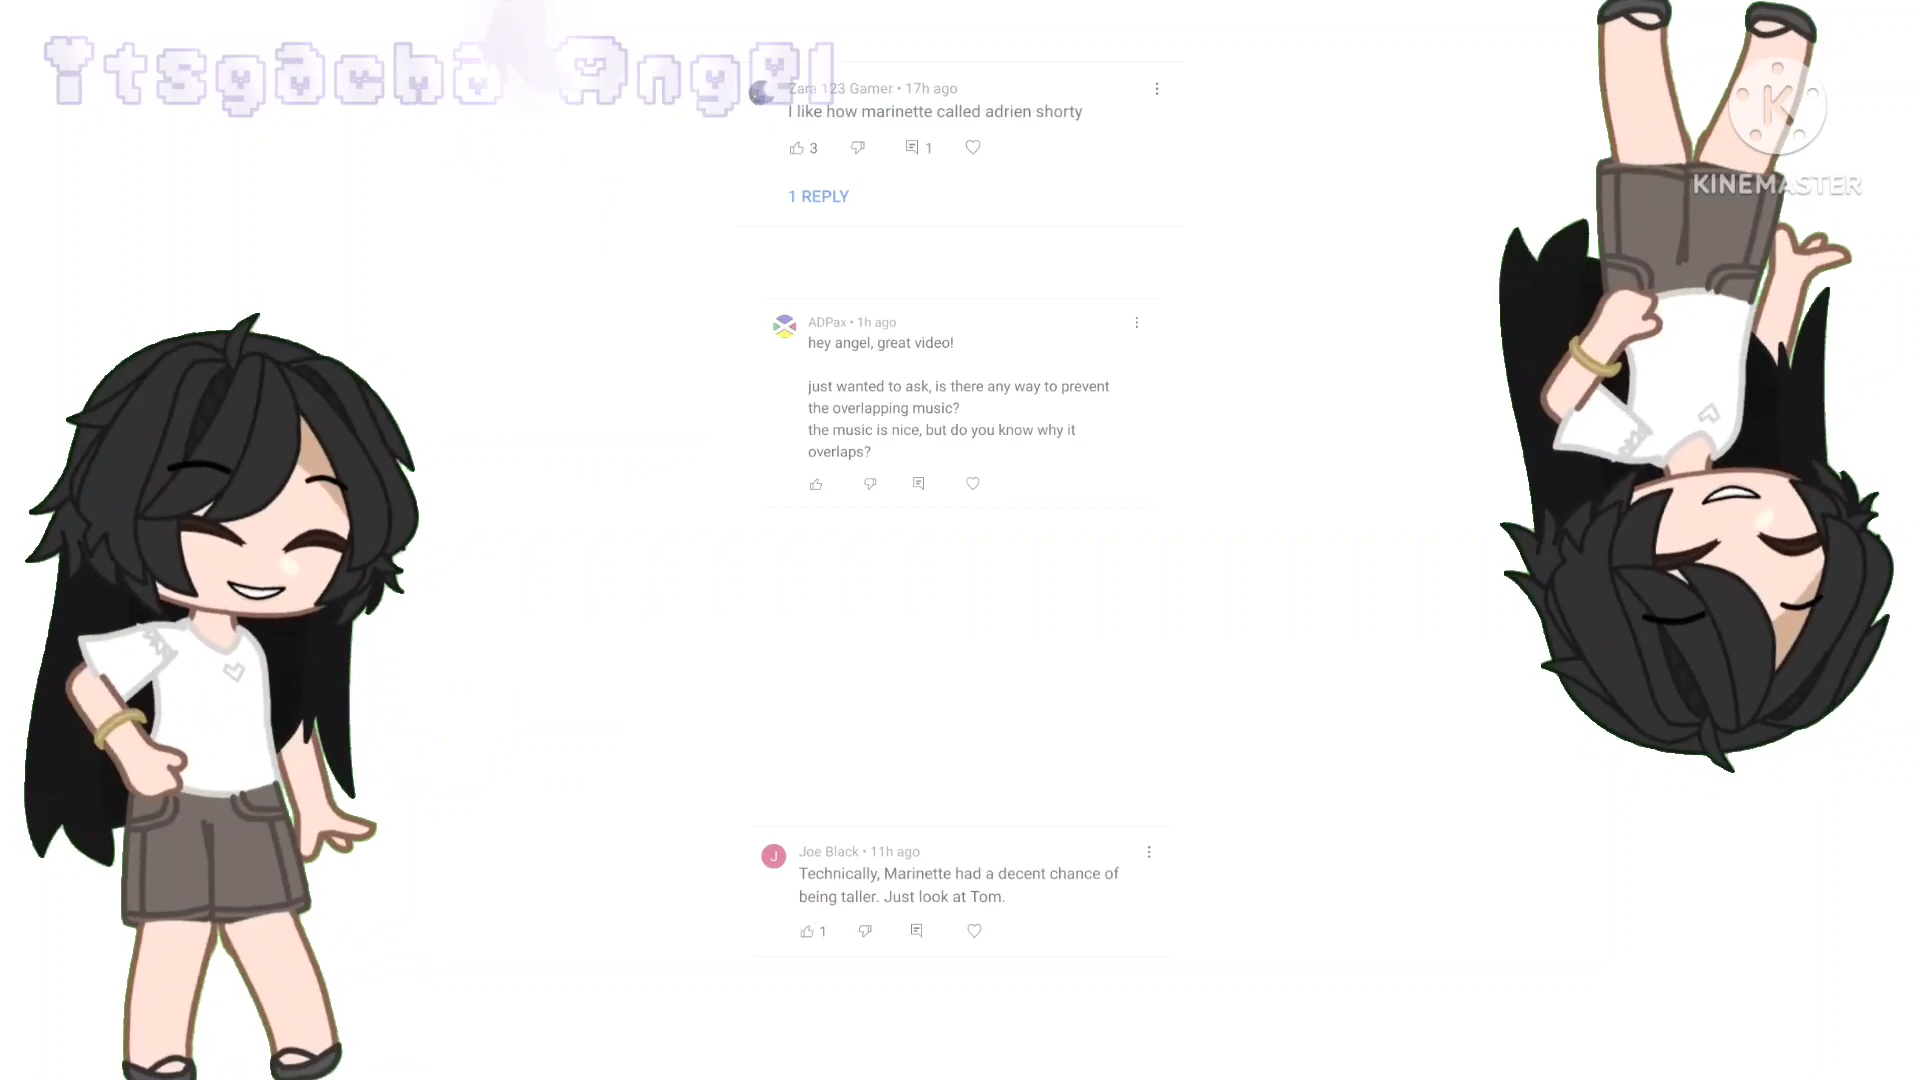 Itsgacha Angel
Zara 123 Gamer • 17h ago
I like how marinette called adrien shorty
3
1
1 REPLY
K
KINEMASTER
ADPax • 1h ago
hey angel, great video!
just wanted to ask, is there any way to prevent
the overlapping music?
the music is nice, but do you know why it
overlaps?
J
Joe Black • 11h ago
Technically, Marinette had a decent chance of
being taller. Just look at Tom.
1